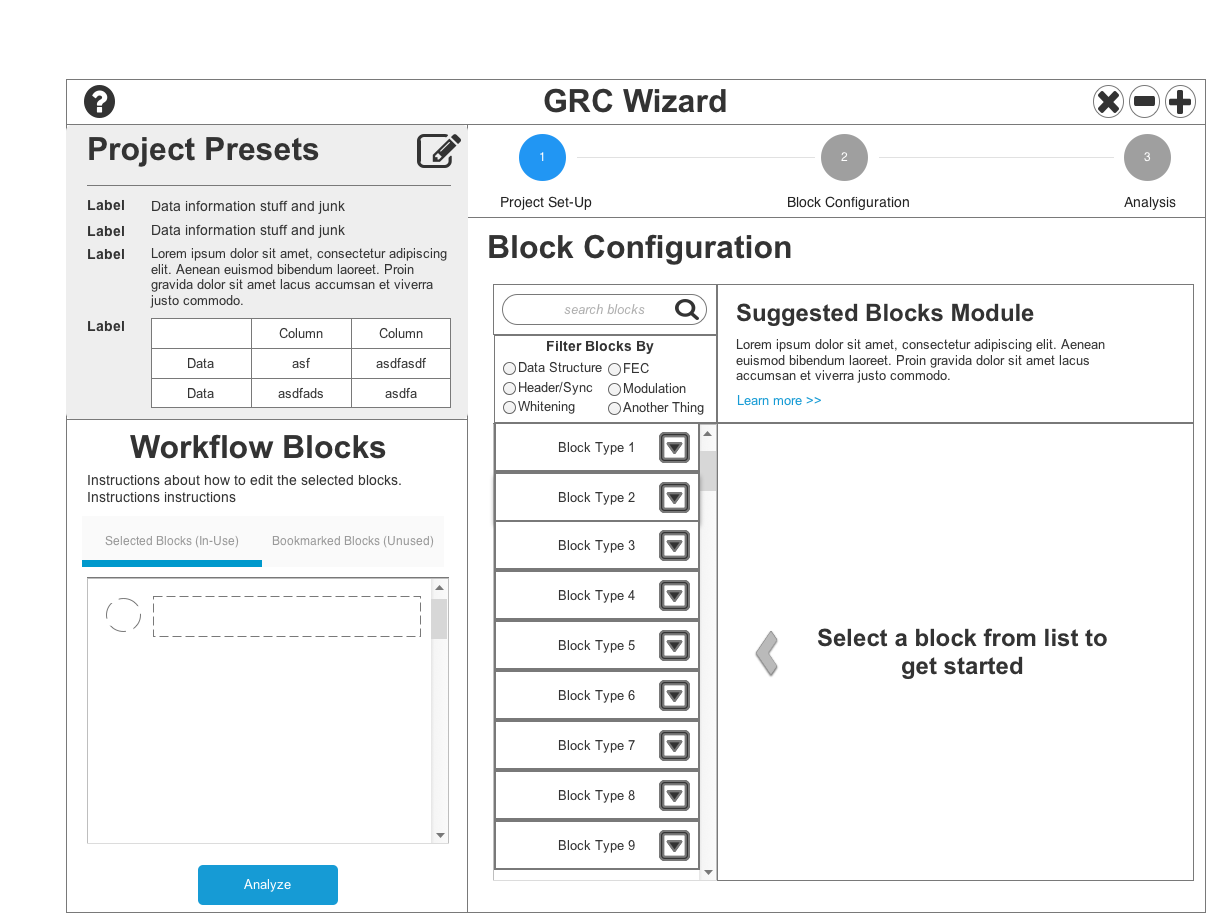 GRC Wizard
Project Presets
Label Data information stuff and junk
Label Data information stuff and junk
Label Lorem ipsum dolor sit amet, consectetur adipiscing
elit. Aenean euismod bibendum laoreet. Proin
gravida dolor sit amet lacus accumsan et viverra
justo commodo.
Label
Column Column
Data asf asdfasdf
Data asdfads asdfa
Workflow Blocks
Instructions about how to edit the selected blocks.
Instructions instructions
Selected Blocks (In-Use) Bookmarked Blocks (Unused)
Analyze
1 2 3
Project Set-Up Block Configuration Analysis
Block Configuration
search blocks
Filter Blocks By
Data Structure FEC
Header/Sync Modulation
Whitening Another Thing
Block Type 1
Block Type 2
Block Type 3
Block Type 4
Block Type 5
Block Type 6
Block Type 7
Block Type 8
Block Type 9
Suggested Blocks Module
Lorem ipsum dolor sit amet, consectetur adipiscing elit. Aenean
euismod bibendum laoreet. Proin gravida dolor sit amet lacus
accumsan et viverra justo commodo.
Learn more >>
Select a block from list to
get started